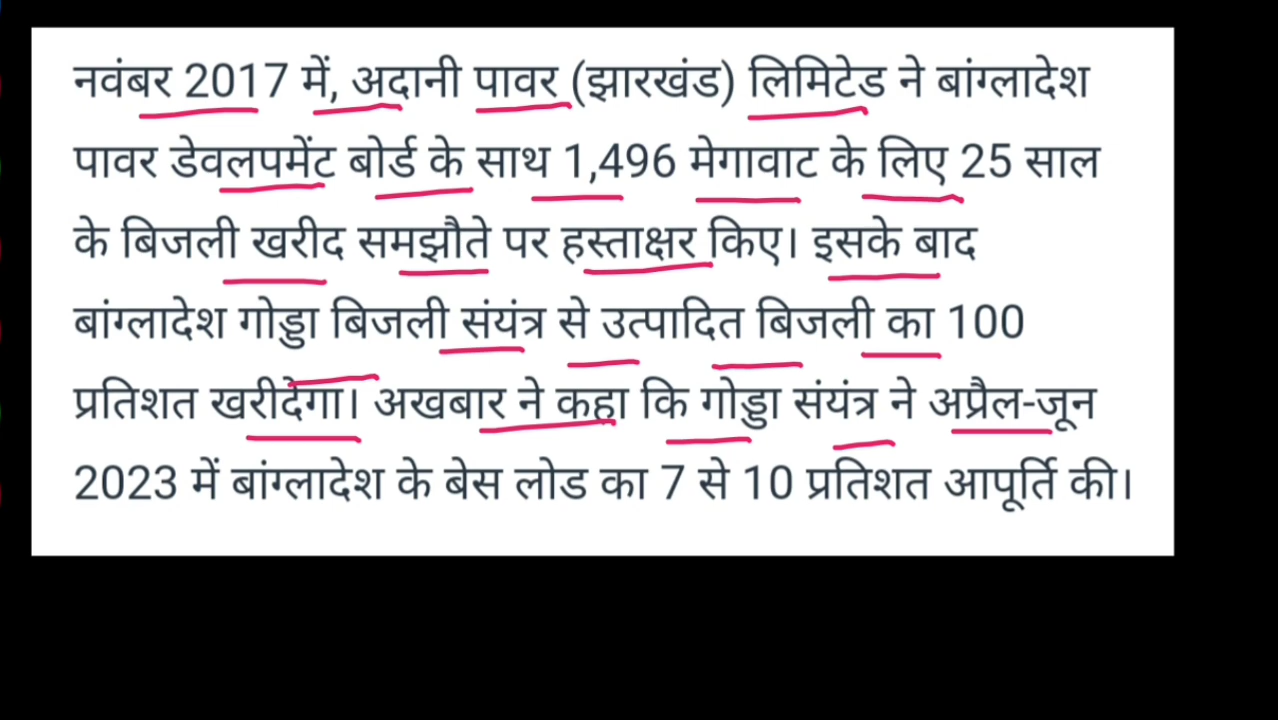 नवंबर 2017 में, अदानी पावर (झारखंड) लिमिटेड ने बांग्लादेश
पावर डेवलपमेंट बोर्ड के साथ 1,496 मेगावाट के लिए 25 साल
के बिजली खरीद समझौते पर हस्ताक्षर किए। इसके बाद
बांग्लादेश गोड्डा बिजली संयंत्र से उत्पादित बिजली का 100
प्रतिशत खरीदेगा। अखबार ने कहा कि गोड्डा संयंत्र ने अप्रैल-जून
2023 में बांग्लादेश के बेस लोड का 7 से 10 प्रतिशत आपूर्ति की।